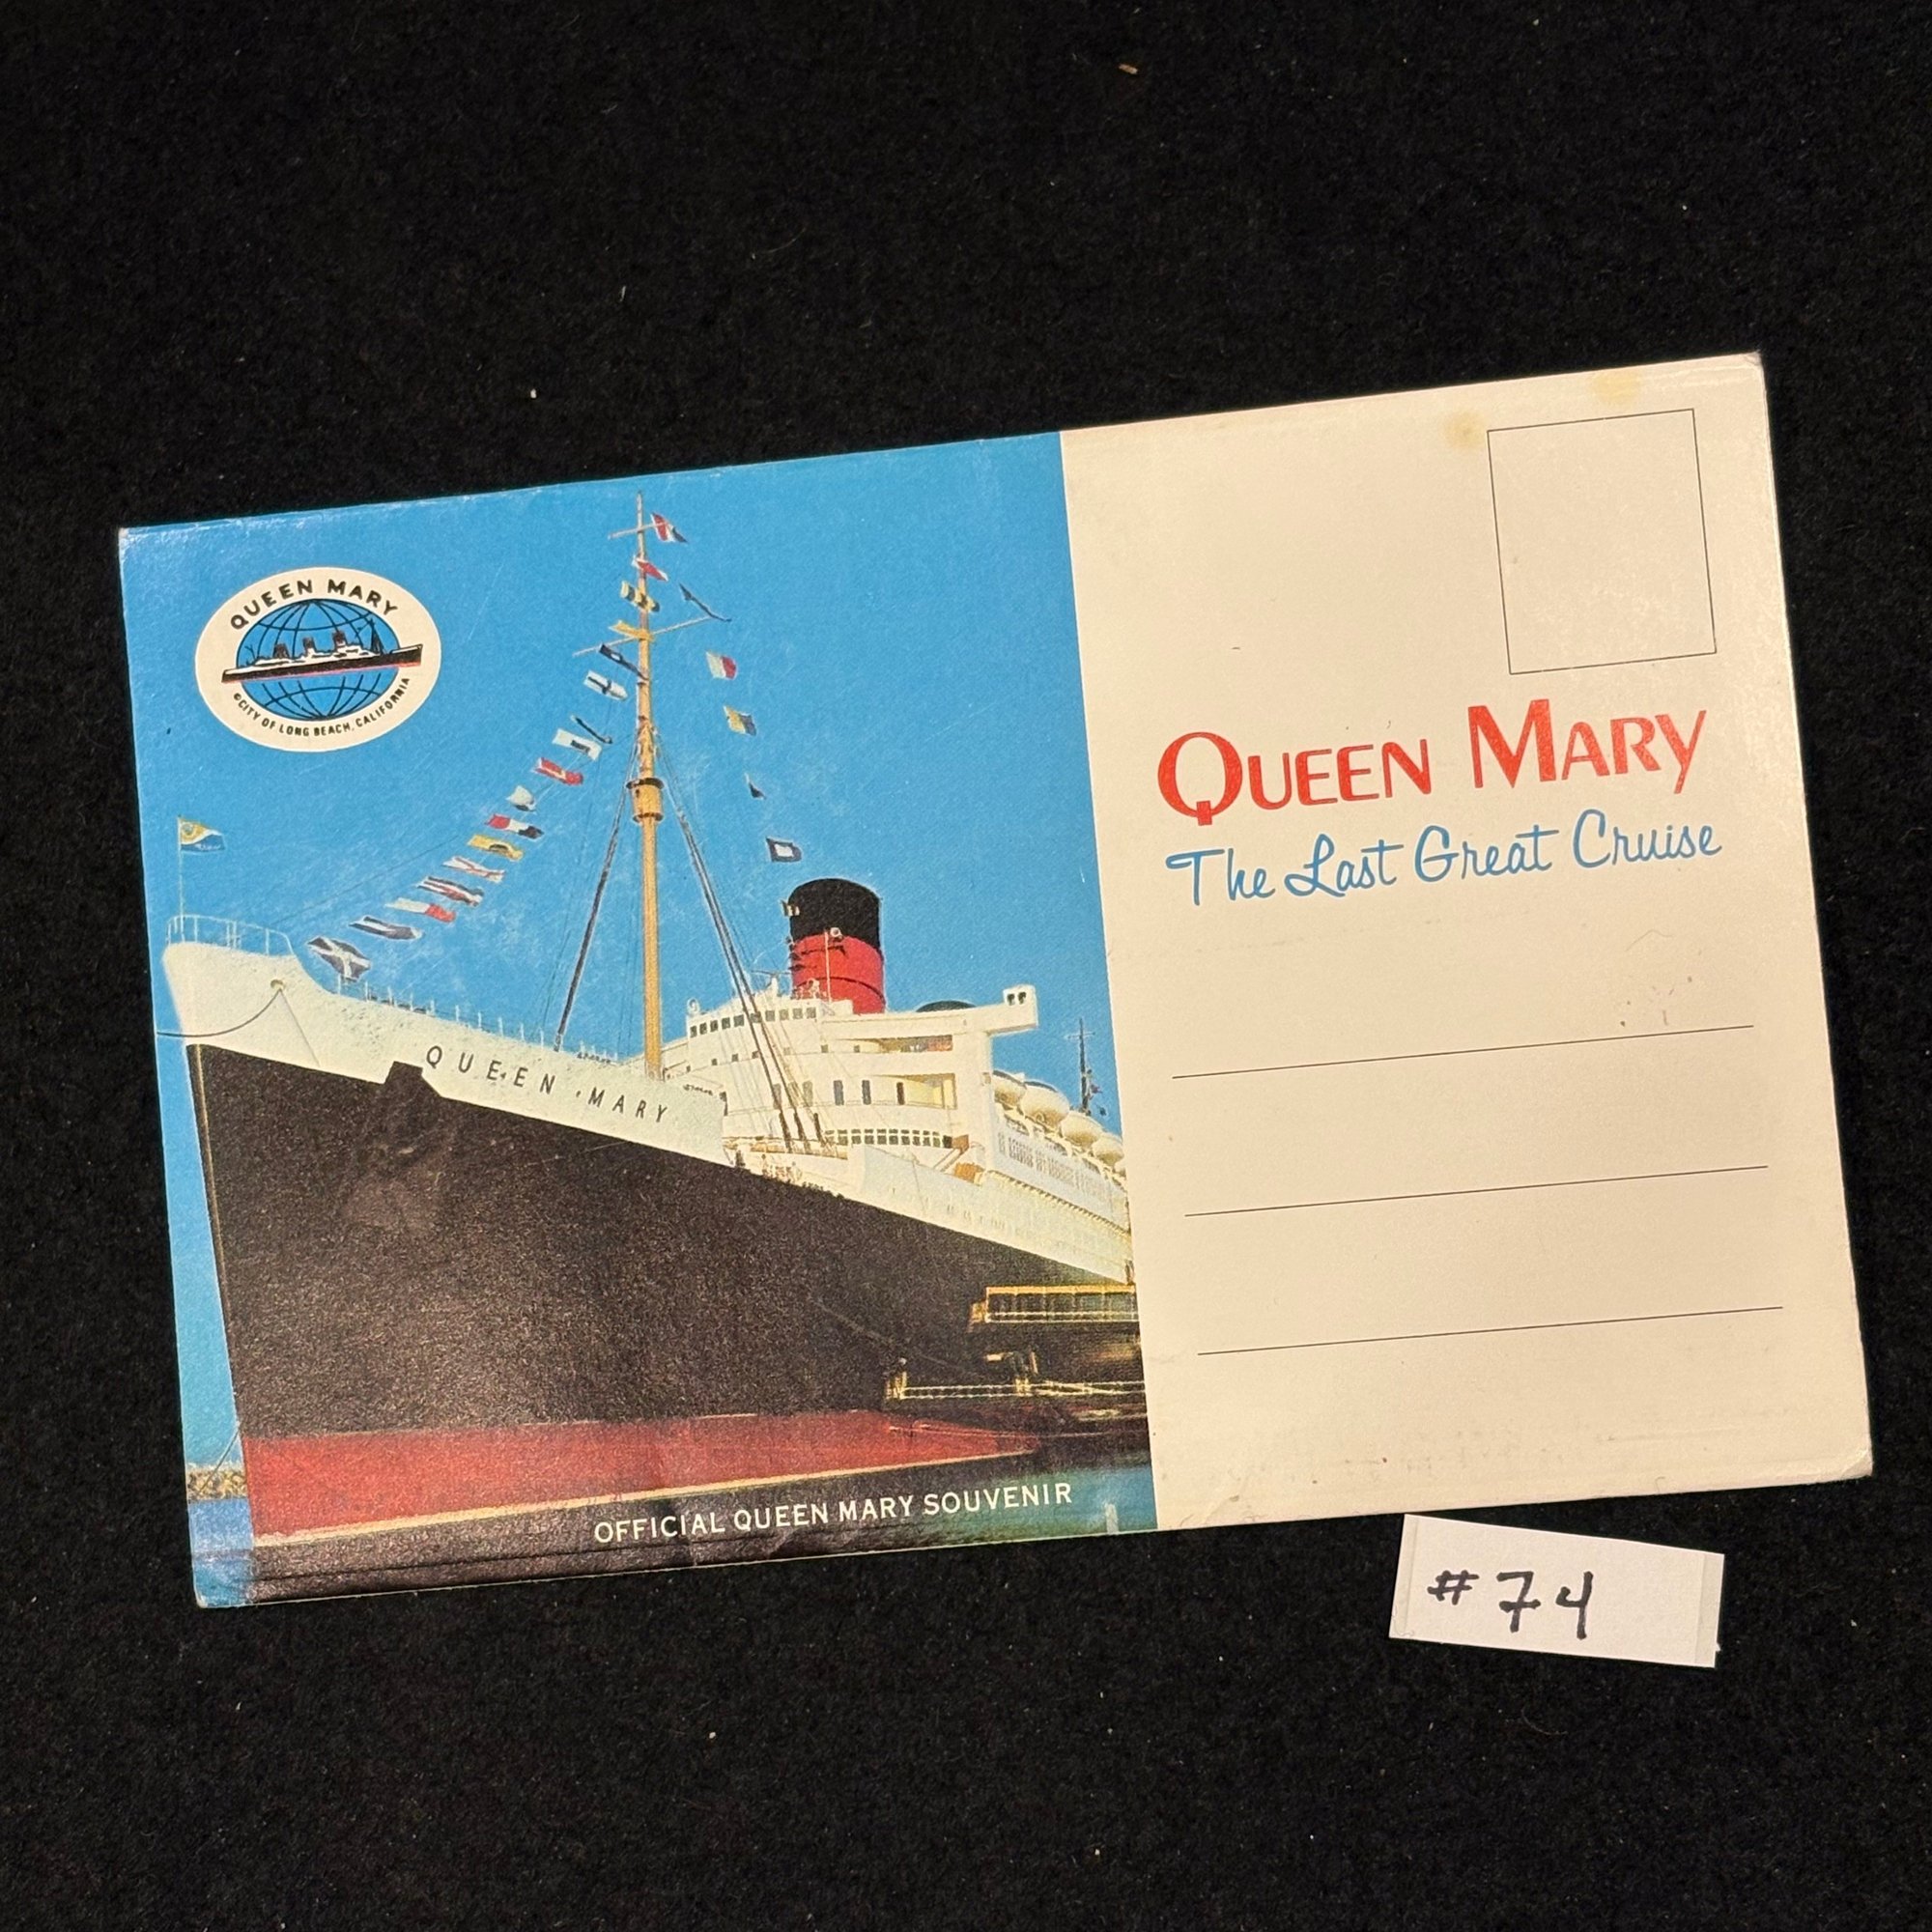 QUEEN MARY
©CITY OF LONG BEACH, CALIFORNIA
QUEEN MARY
OFFICIAL QUEEN MARY SOUVENIR
QUEEN MARY
The Last Great Cruise
#74